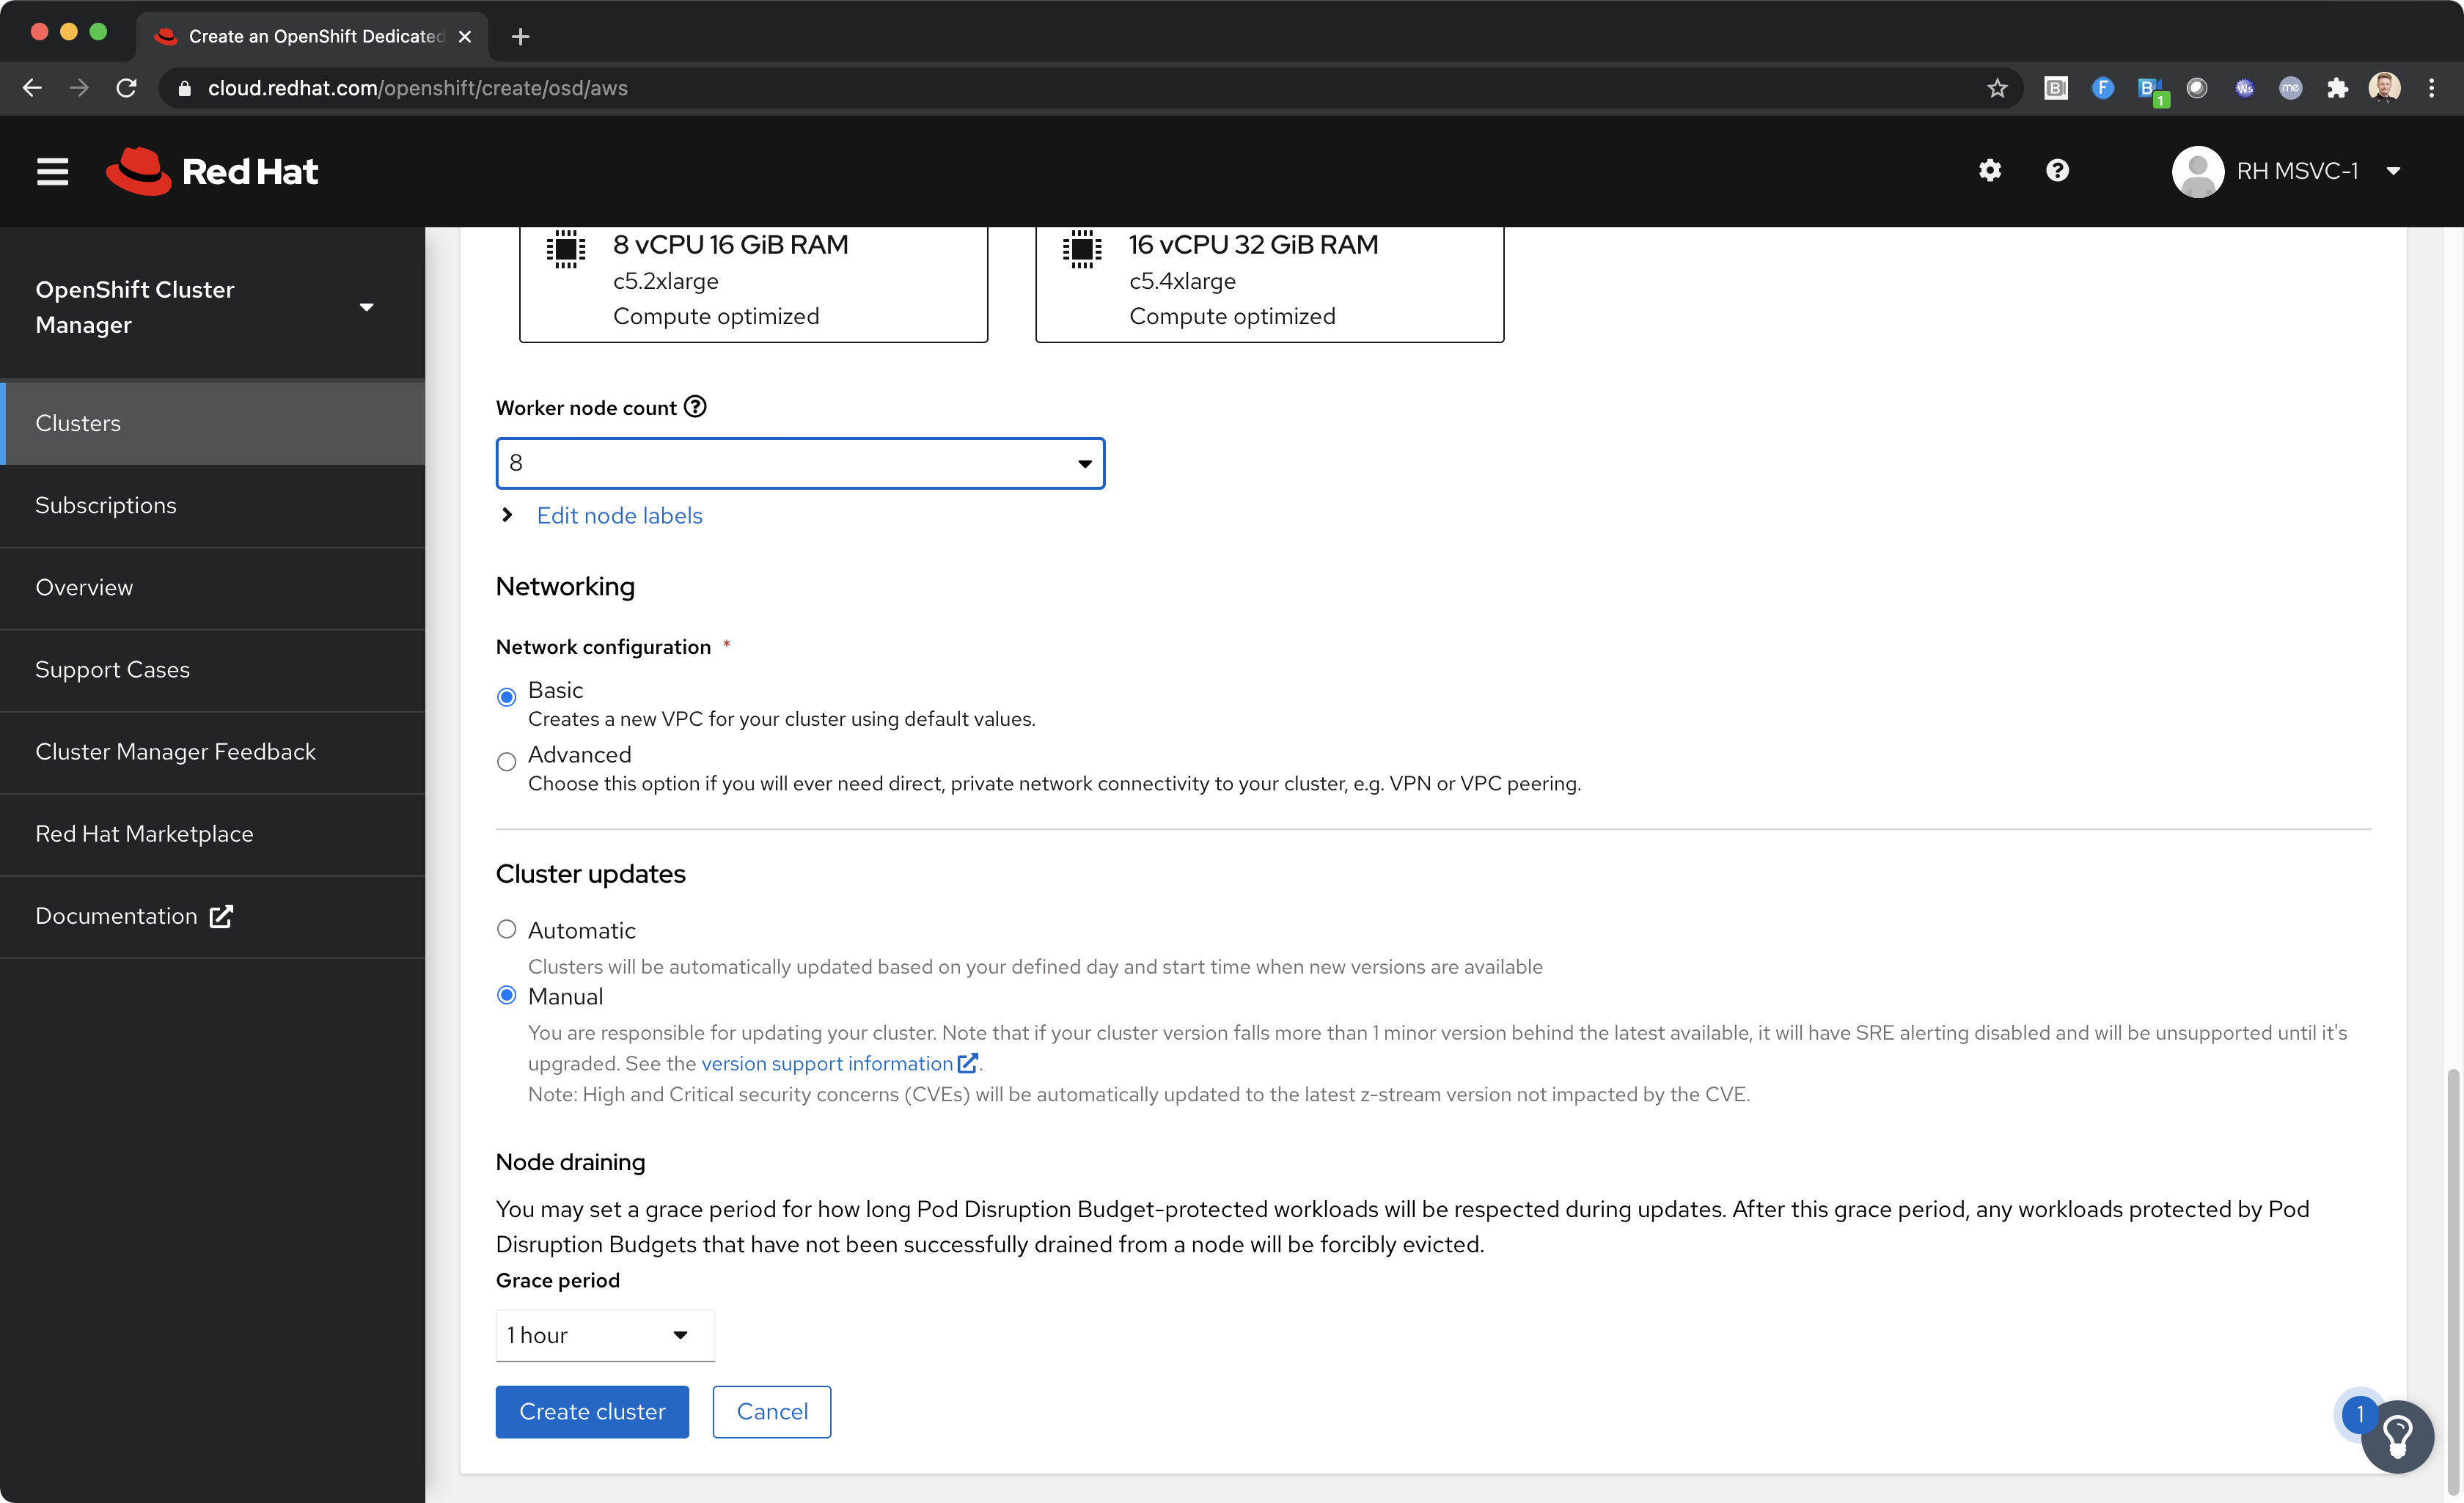 Create an OpenShift Dedicated
cloud.redhat.com/openshift/create/osd/aws
1
Ws
me
Red Hat
RH MSVC-1
OpenShift Cluster
Manager
Clusters
Subscriptions
Overview
Support Cases
Cluster Manager Feedback
Red Hat Marketplace
Documentation
8 vCPU 16 GiB RAM
c5.2xlarge
Compute optimized
16 vCPU 32 GiB RAM
c5.4xlarge
Compute optimized
Worker node count
8
Edit node labels
Networking
Network configuration *
Basic
Creates a new VPC for your cluster using default values.
Advanced
Choose this option if you will ever need direct, private network connectivity to your cluster, e.g. VPN or VPC peering.
Cluster updates
Automatic
Clusters will be automatically updated based on your defined day and start time when new versions are available
Manual
You are responsible for updating your cluster. Note that if your cluster version falls more than 1 minor version behind the latest available, it will have SRE alerting disabled and will be unsupported until it's
upgraded. See the version support information.
Note: High and Critical security concerns (CVEs) will be automatically updated to the latest z-stream version not impacted by the CVE.
Node draining
You may set a grace period for how long Pod Disruption Budget-protected workloads will be respected during updates. After this grace period, any workloads protected by Pod
Disruption Budgets that have not been successfully drained from a node will be forcibly evicted.
Grace period
1 hour
Create cluster
Cancel
1